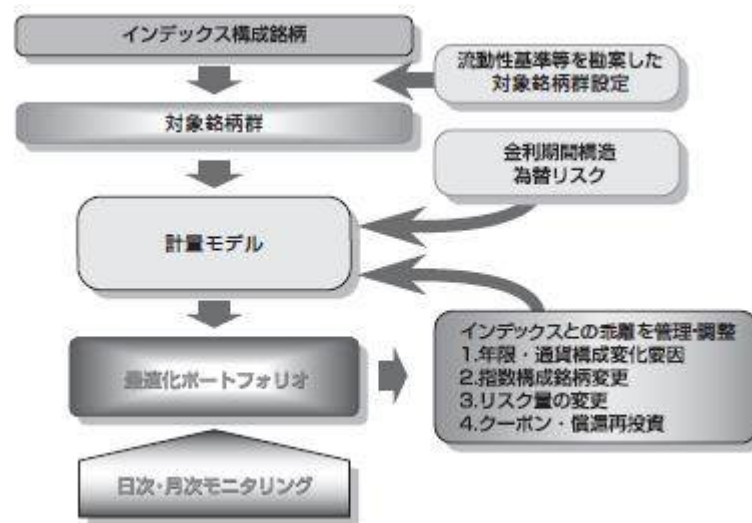 インデックス構成銘柄
流動性基準等を勘案した
対象銘柄群設定
対象銘柄群
金利期間構造
為替リスク
計量モデル
インデックスとの乖離を管理・調整
1.年限・通貨構成変化要因
2.指数構成銘柄変更
3.リスク量の変更
4.クーポン・償還再投資
最適化ポートフォリオ
日次・月次モニタリング